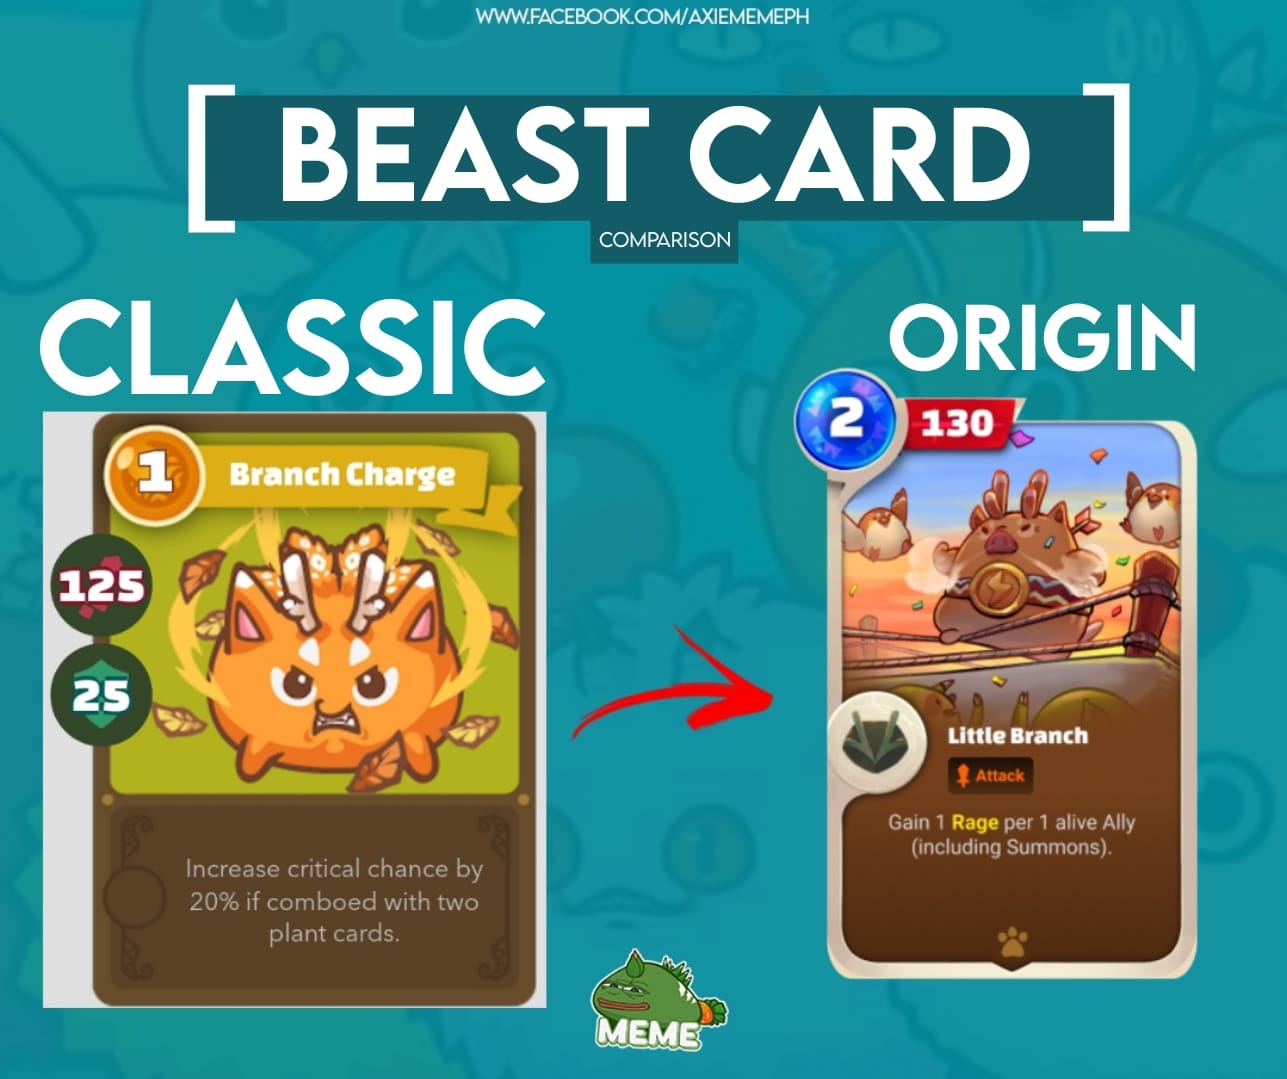 WWW.FACEBOOK.COM/AXIEMEMEPH
BEAST CARD
COMPARISON
CLASSIC
ORIGIN
1
Branch Charge
125
25
Increase critical chance by
20% if comboed with two
plant cards.
2
130
Little Branch
Attack
Gain 1 Rage per 1 alive Ally
(including Summons).
MEME